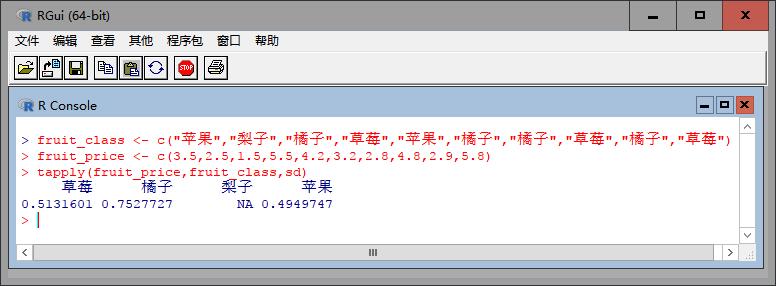 RGui (64-bit)
文件 编辑 查看 其他 程序包 窗口 帮助
STOP
R Console
> fruit_class <- c("苹果","梨子","橘子","草莓","苹果","橘子","橘子","草莓","橘子","草莓")
> fruit_price <- c(3.5,2.5,1.5,5.5,4.2,3.2,2.8,4.8,2.9,5.8)
> tapply(fruit_price,fruit_class,sd)
草莓 橘子 梨子 苹果
0.5131601 0.7527727 NA 0.4949747
>